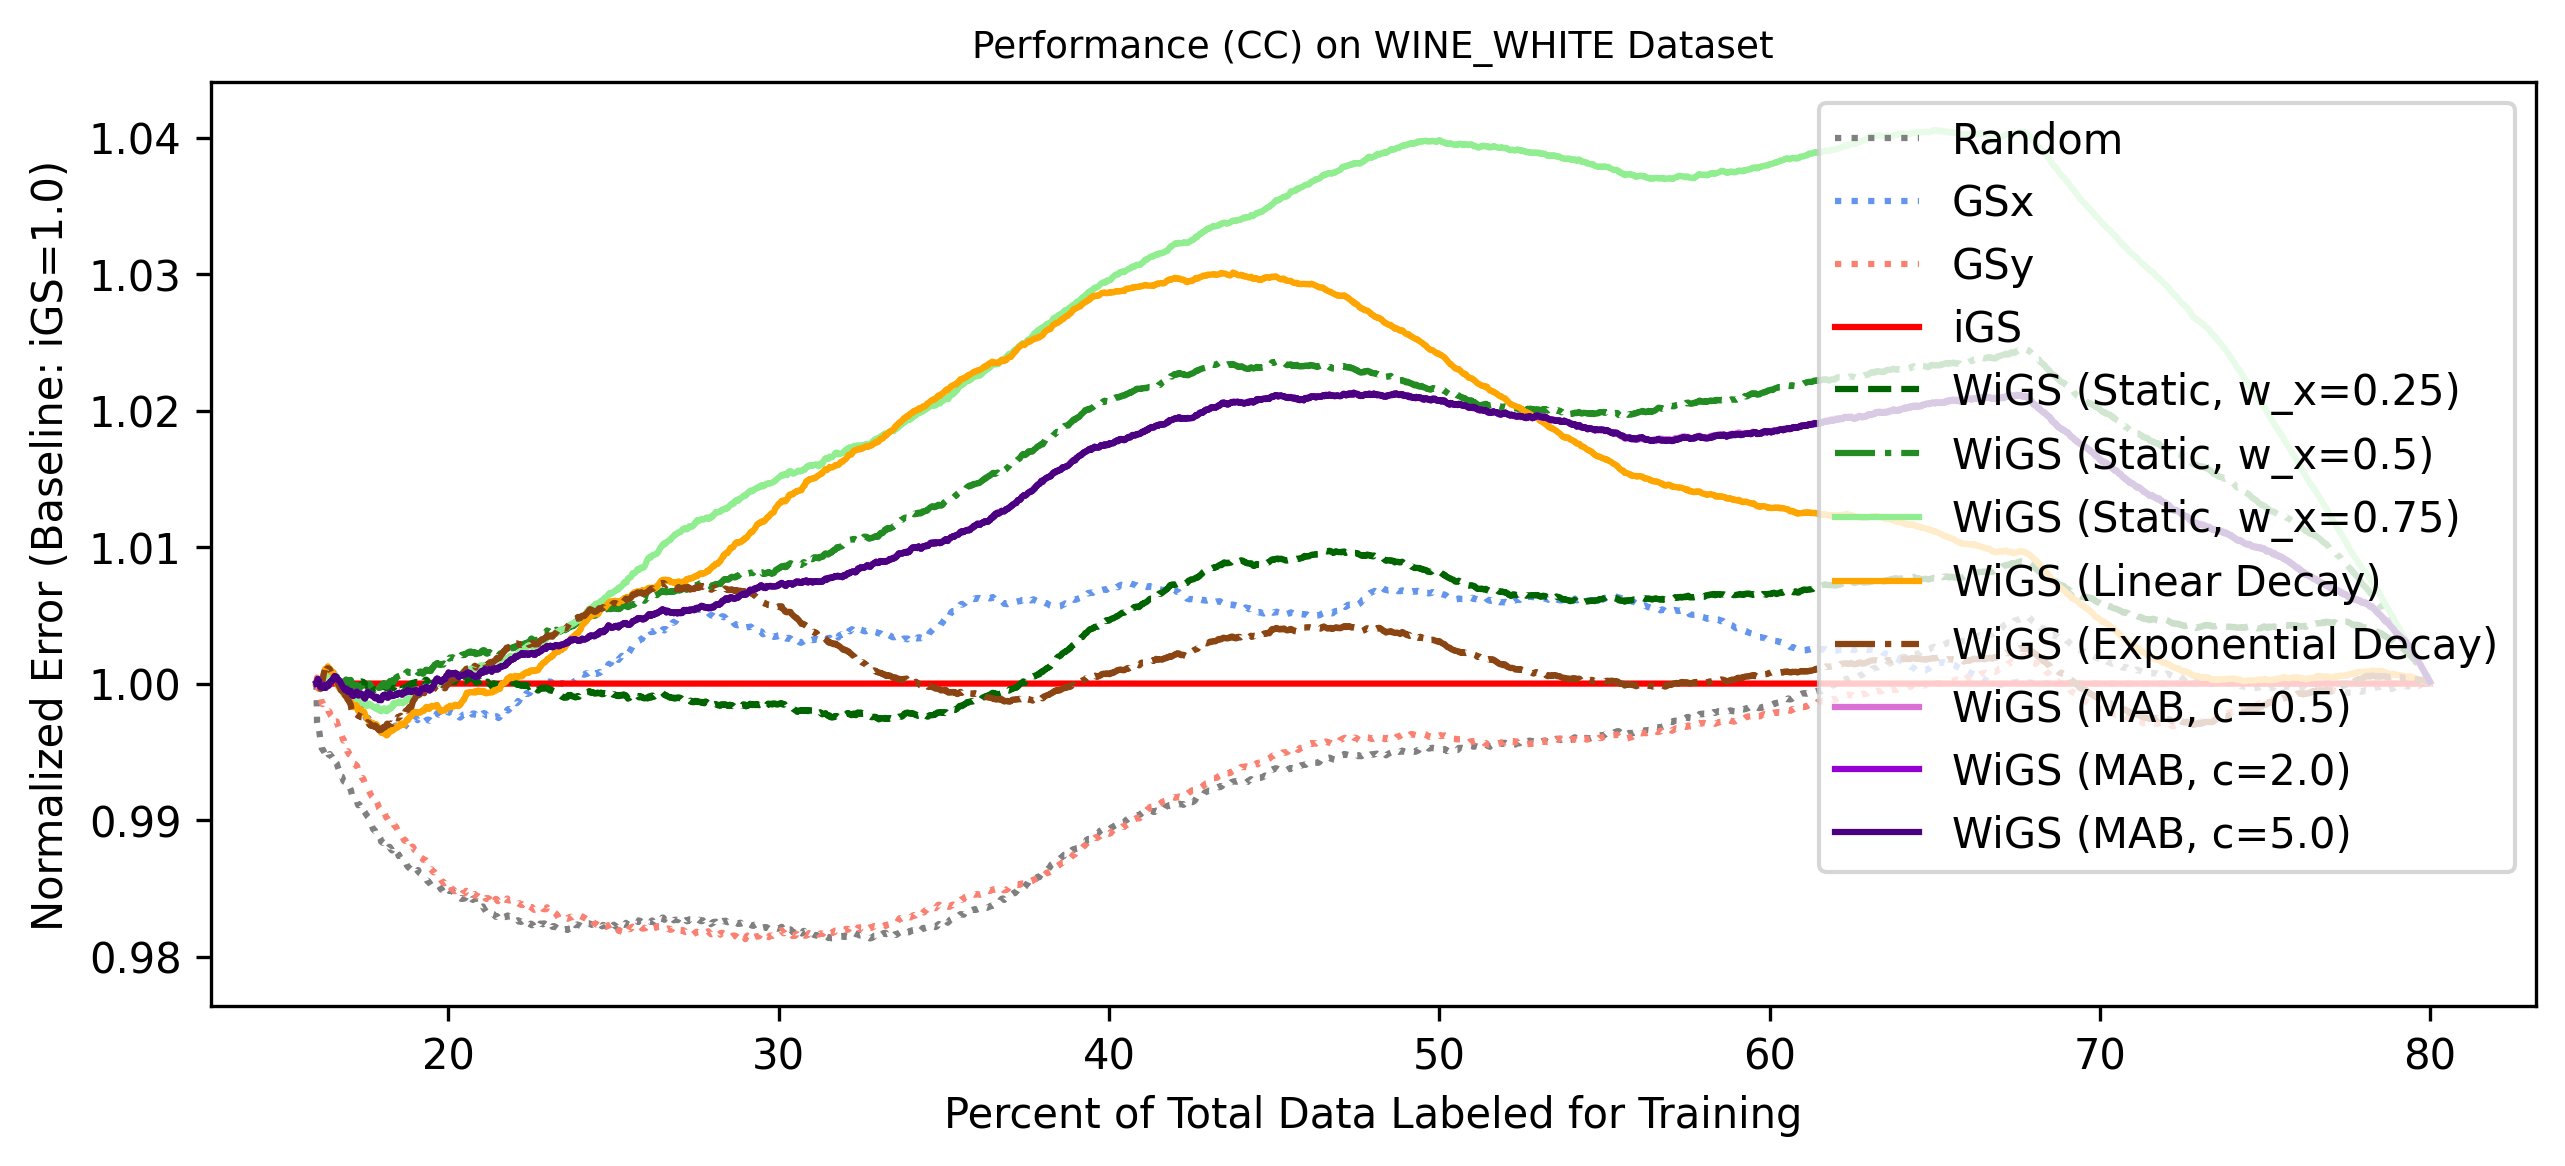 Performance (CC) on WINE_WHITE Dataset
Normalized Error (Baseline: iGS=1.0)
1.04
1.03
1.02
1.01
1.00
0.99
0.98
Random
GSx
GSy
iGS
WiGS (Static, w_x=0.25)
WiGS (Static, w_x=0.5)
WiGS (Static, w_x=0.75)
WiGS (Linear Decay)
WiGS (Exponential Decay)
WiGS (MAB, c=0.5)
WiGS (MAB, c=2.0)
WiGS (MAB, c=5.0)
20 30 40 50 60 70 80
Percent of Total Data Labeled for Training